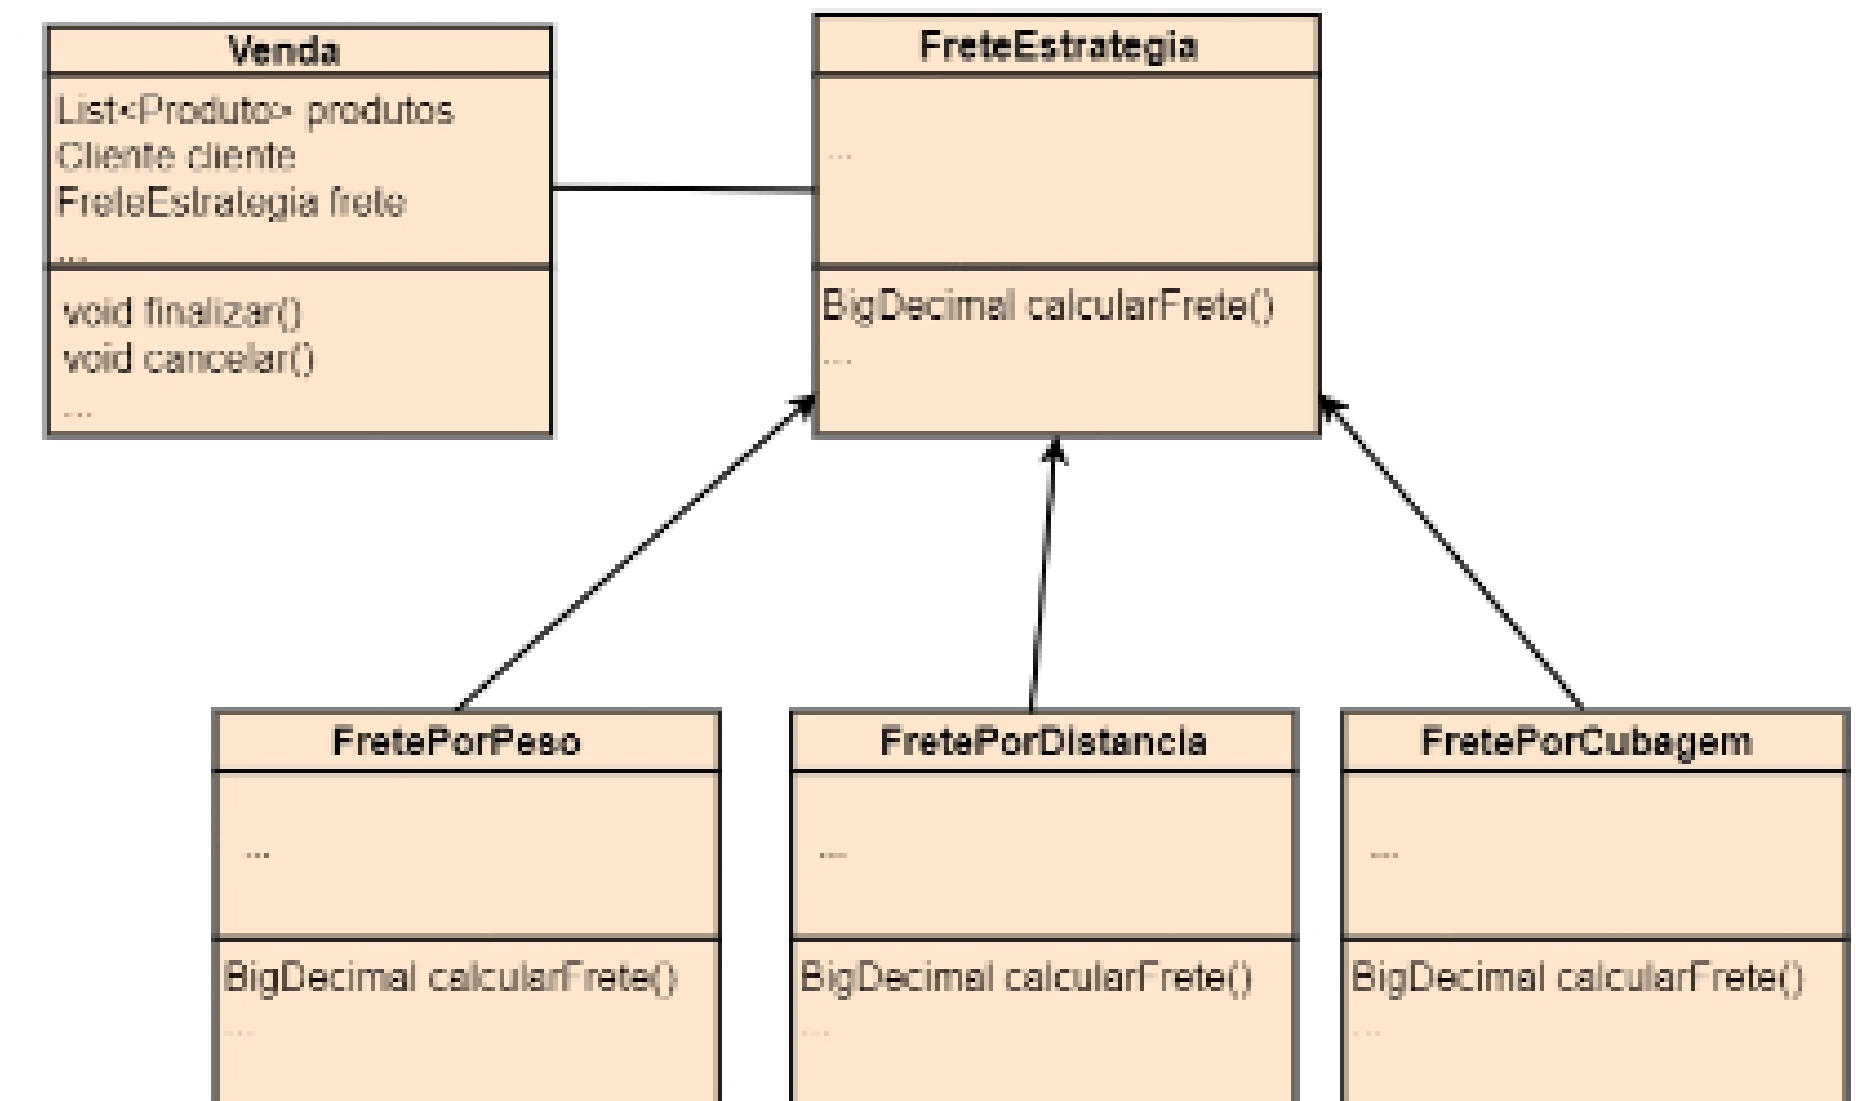 Venda
List<Produto> produtos
Cliente cliente
FreteEstrategia frete
...
void finalizar()
void cancelar()
...
FreteEstrategia
...
BigDecimal calcularFrete()
...
FretePorPeso
...
BigDecimal calcularFrete()
...
FretePorDistancia
...
BigDecimal calcularFrete()
...
FretePorCubagem
...
BigDecimal calcularFrete()
...